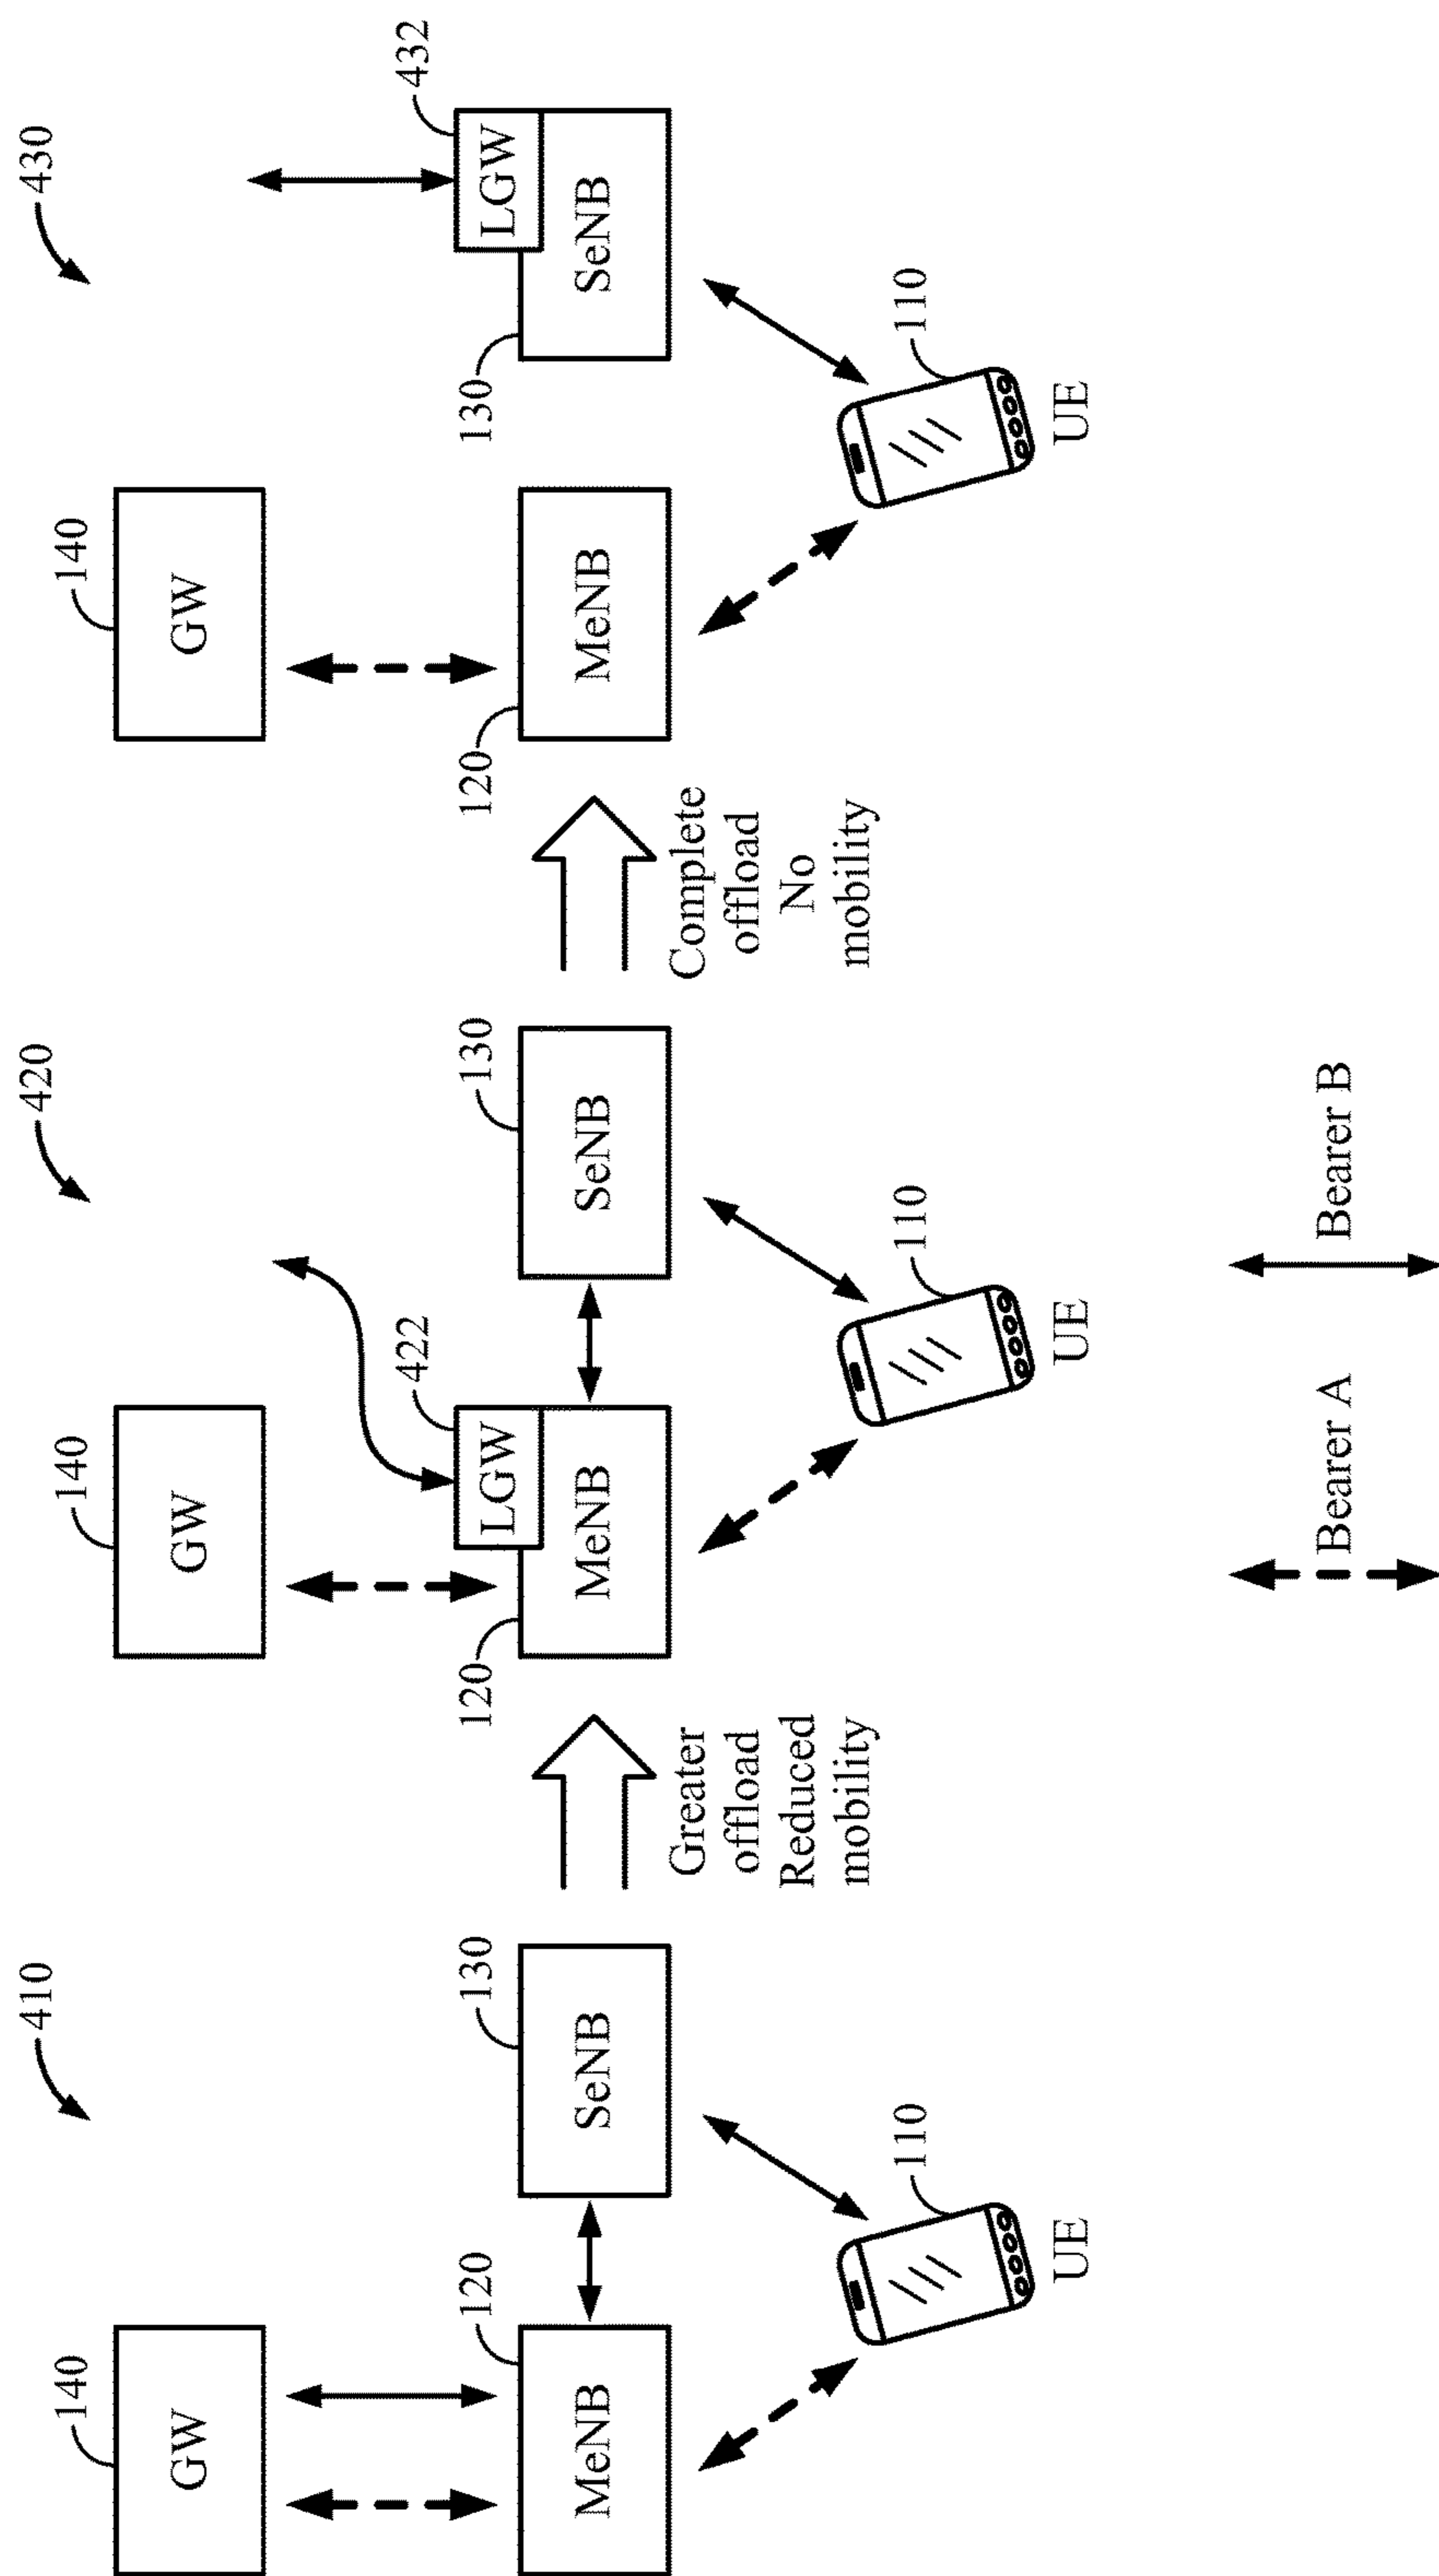 410
140
GW
120
MeNB
130
SeNB
110
UE
Greater
offload
Reduced
mobility
420
140
GW
422
LGW
120
MeNB
130
SeNB
110
UE
Complete
offload
No
mobility
430
140
GW
432
LGW
120
MeNB
130
SeNB
110
UE
Bearer A
Bearer B